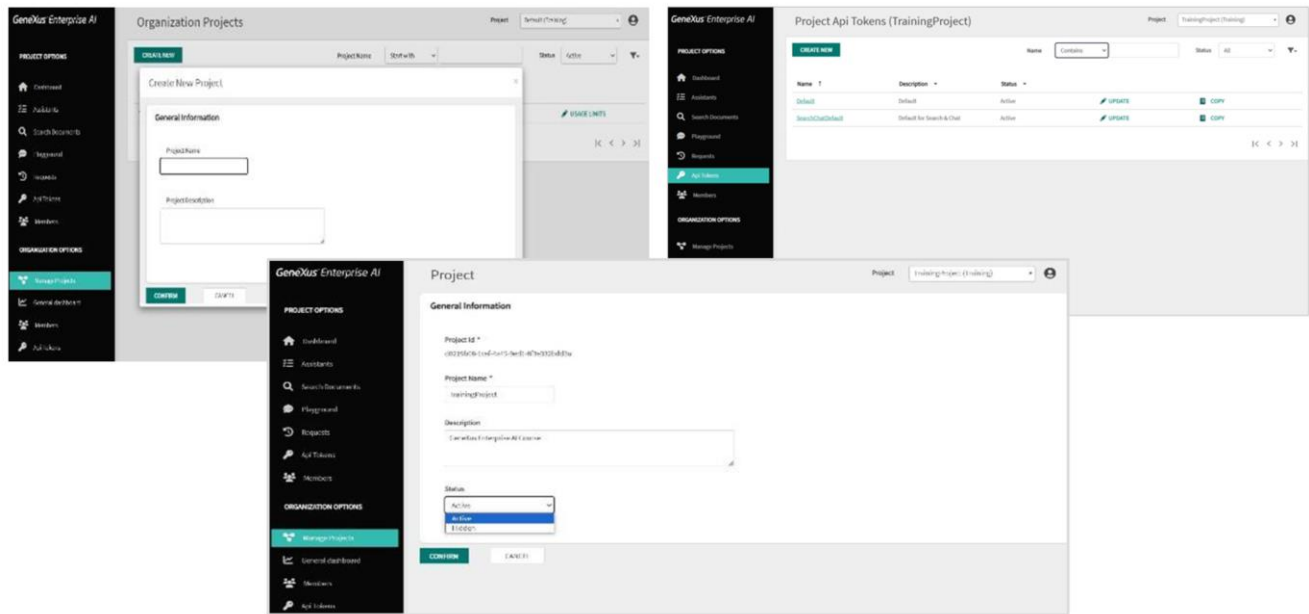 GeneXus Enterprise AI
Organization Projects
Project
Default (Training)
PROJECT OPTIONS
CREATE NEW
Project Name
Start with
Status
Active
Create New Project
Dashboard
Assistants
Search Documents
Playground
Requests
Api Tokens
Members
General Information
Project Name
Project Description
USAGE LIMITS
ORGANIZATION OPTIONS
Manage Projects
General dashboard
Members
Api tokens
CONFIRM
CANCEL
GeneXus Enterprise AI
Project Api Tokens (TrainingProject)
Project
TrainingProject (Training)
PROJECT OPTIONS
CREATE NEW
Name
Contains
Status
All
Dashboard
Assistants
Search Documents
Playground
Requests
Api Tokens
Members
Name
Description
Status
Default
Default
Active
UPDATE
COPY
SearchChatDefault
Default for Search & Chat
Active
UPDATE
COPY
ORGANIZATION OPTIONS
Manage Projects
GeneXus Enterprise AI
Project
Project
TrainingProject (Training)
PROJECT OPTIONS
Dashboard
Assistants
Search Documents
Playground
Requests
Api Tokens
Members
ORGANIZATION OPTIONS
Manage Projects
General dashboard
Members
Api Tokens
General Information
Project Id *
Project Name *
TrainingProject
Description
GeneXus Enterprise AI Course
Status
Active
Active
Hidden
CONFIRM
CANCEL